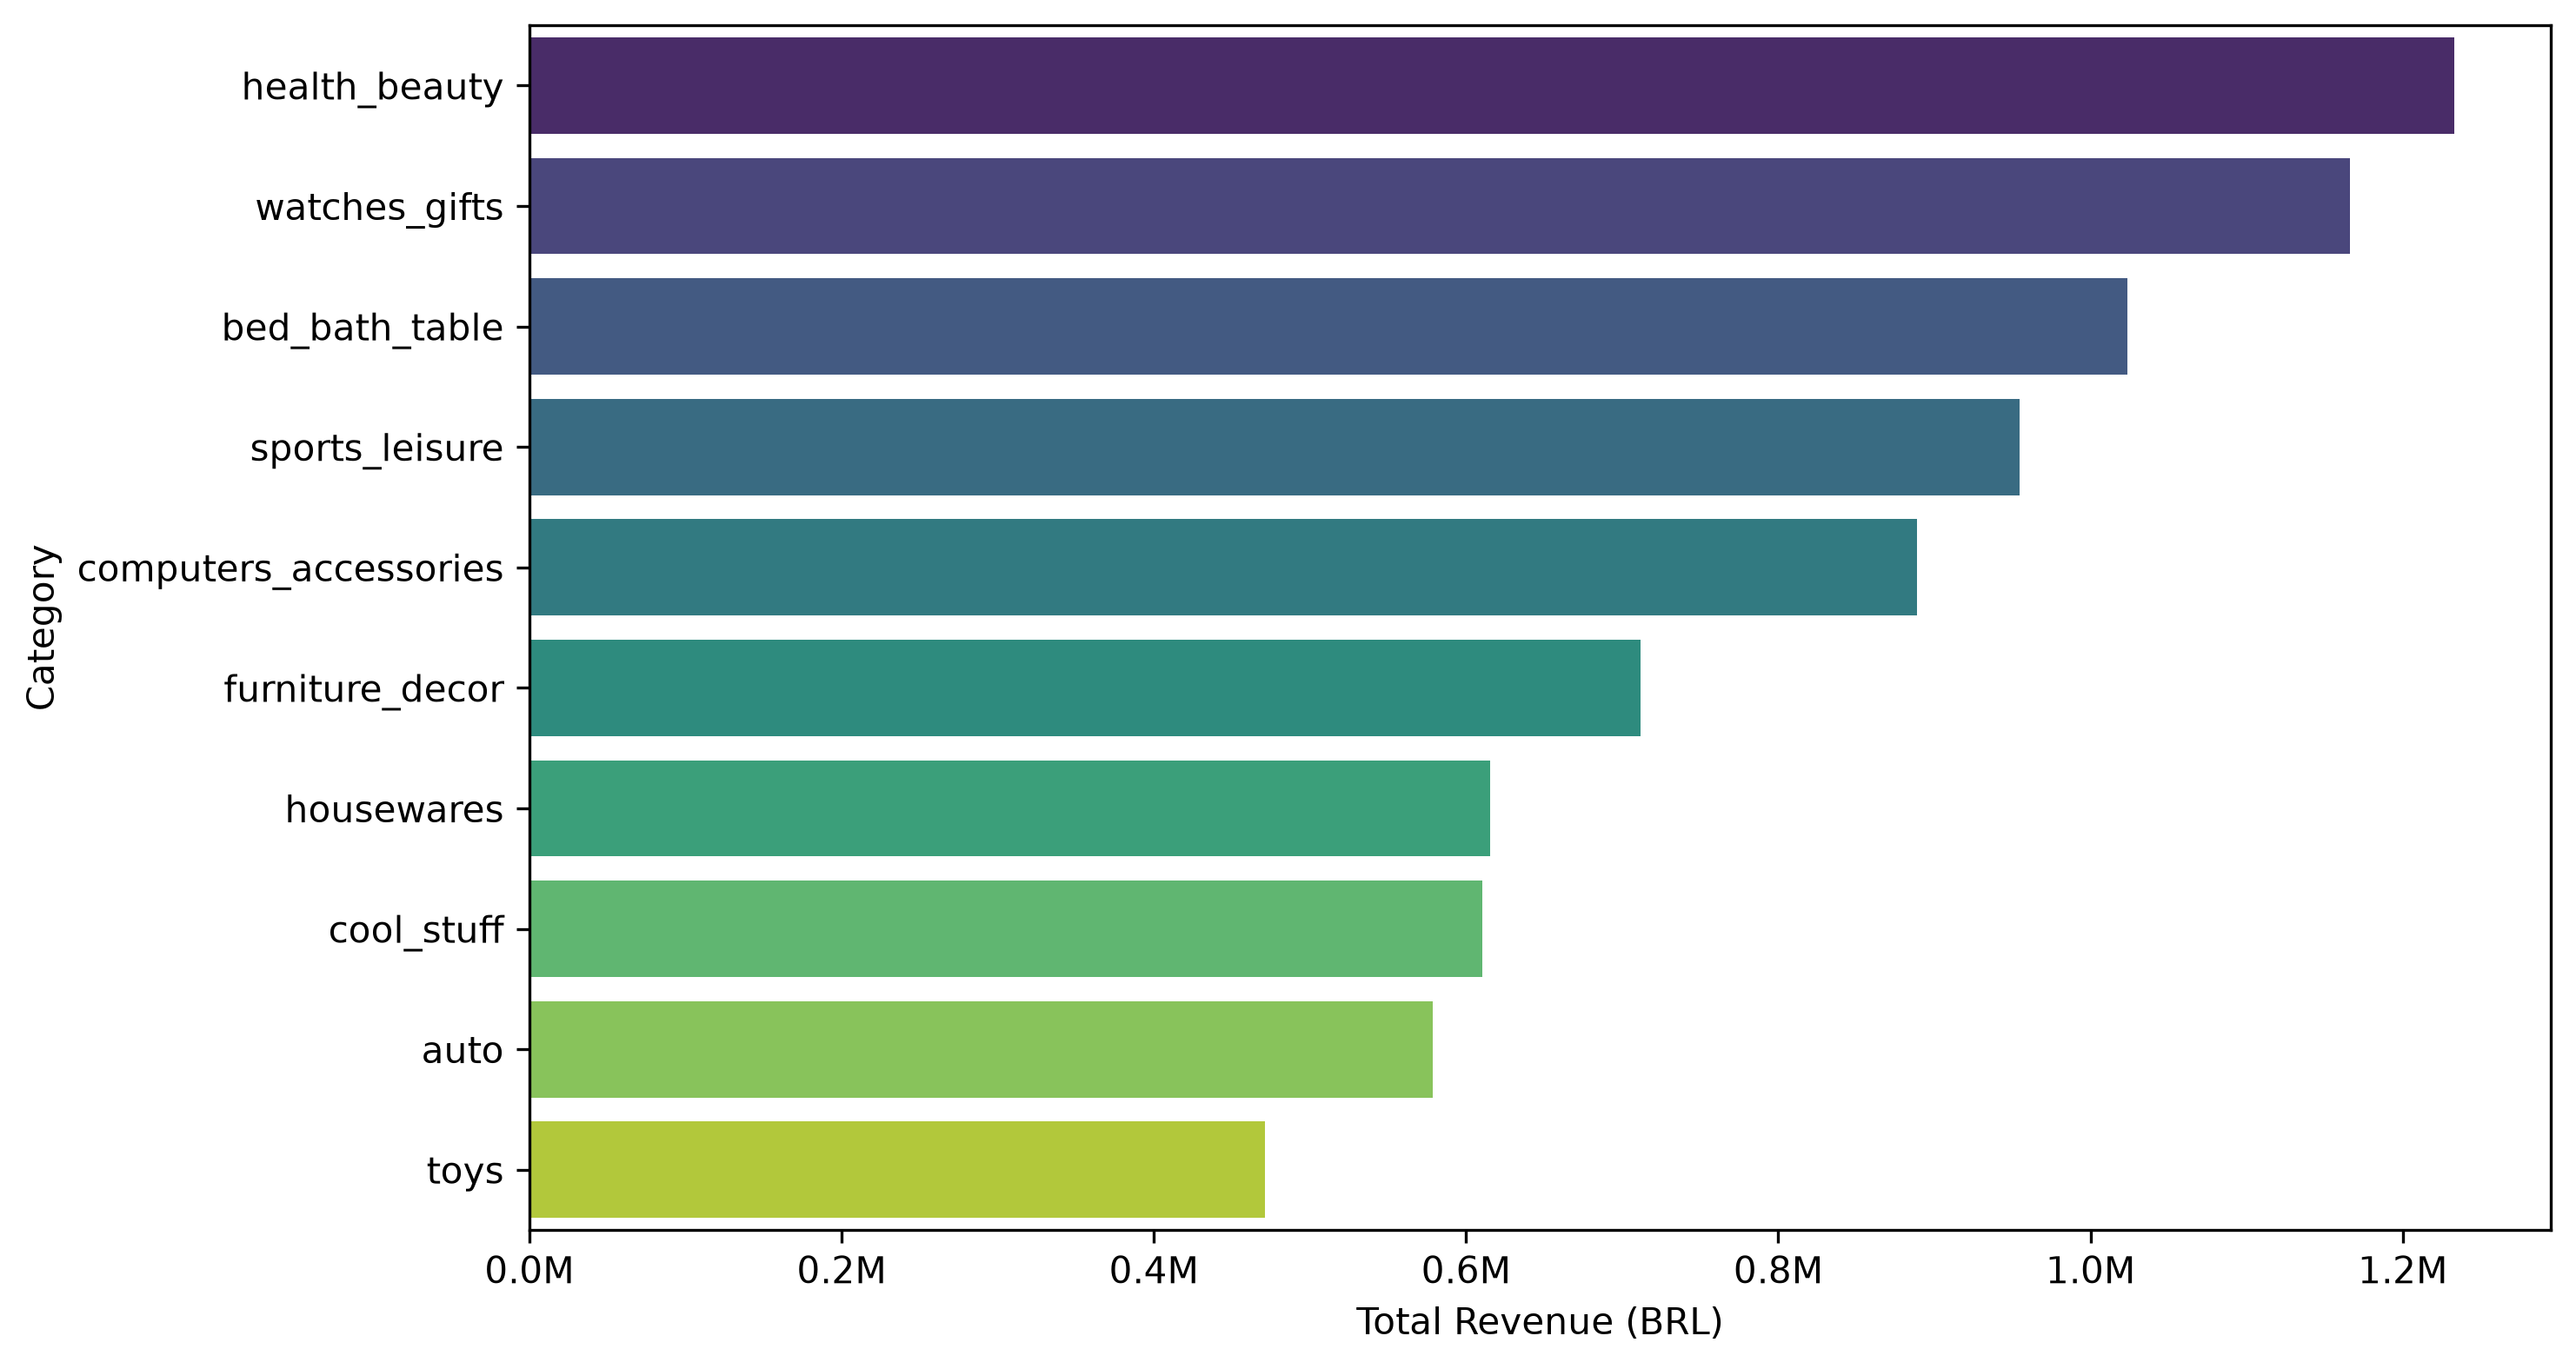 health_beauty
watches_gifts
bed_bath_table
sports_leisure
computers_accessories
furniture_decor
housewares
cool_stuff
auto
toys
Category
0.0M 0.2M 0.4M 0.6M 0.8M 1.0M 1.2M
Total Revenue (BRL)